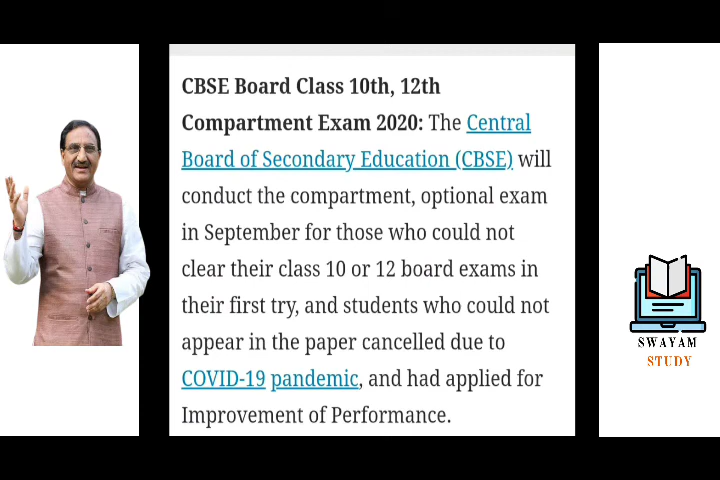 CBSE Board Class 10th, 12th
Compartment Exam 2020: The Central
Board of Secondary Education (CBSE) will
conduct the compartment, optional exam
in September for those who could not
clear their class 10 or 12 board exams in
their first try, and students who could not
appear in the paper cancelled due to
COVID-19 pandemic, and had applied for
Improvement of Performance.
SWAYAM
STUDY